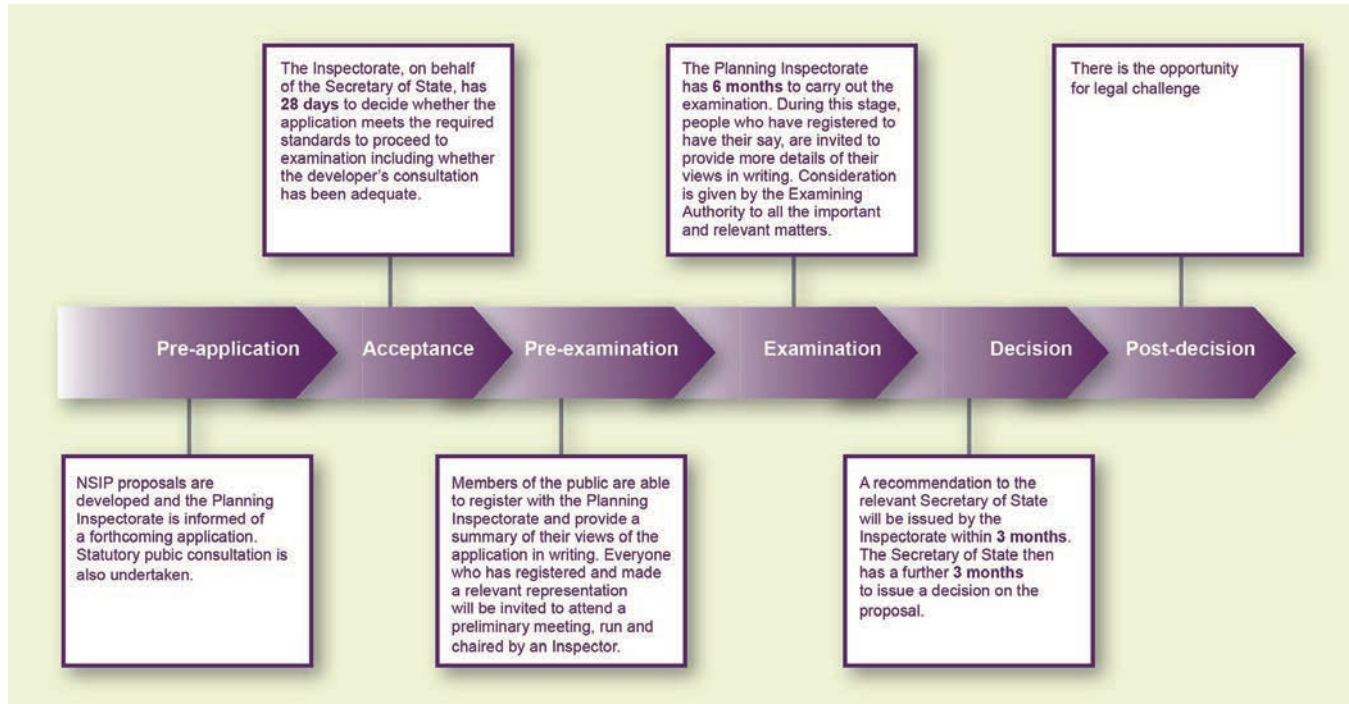 The Inspectorate, on behalf
of the Secretary of State, has
28 days to decide whether the
application meets the required
standards to proceed to
examination including whether
the developer's consultation
has been adequate.
The Planning Inspectorate
has 6 months to carry out the
examination. During this stage,
people who have registered to
have their say, are invited to
provide more details of their
views in writing. Consideration
is given by the Examining
Authority to all the important
and relevant matters.
There is the opportunity
for legal challenge
Pre-application
Acceptance
Pre-examination
Examination
Decision
Post-decision
NSIP proposals are
developed and the Planning
Inspectorate is informed of
a forthcoming application.
Statutory pubic consultation is
also undertaken.
Members of the public are able
to register with the Planning
Inspectorate and provide a
summary of their views of the
application in writing. Everyone
who has registered and made
a relevant representation
will be invited to attend a
preliminary meeting, run and
chaired by an Inspector.
A recommendation to the
relevant Secretary of State
will be issued by the
Inspectorate within 3 months.
The Secretary of State then
has a further 3 months
to issue a decision on the
proposal.